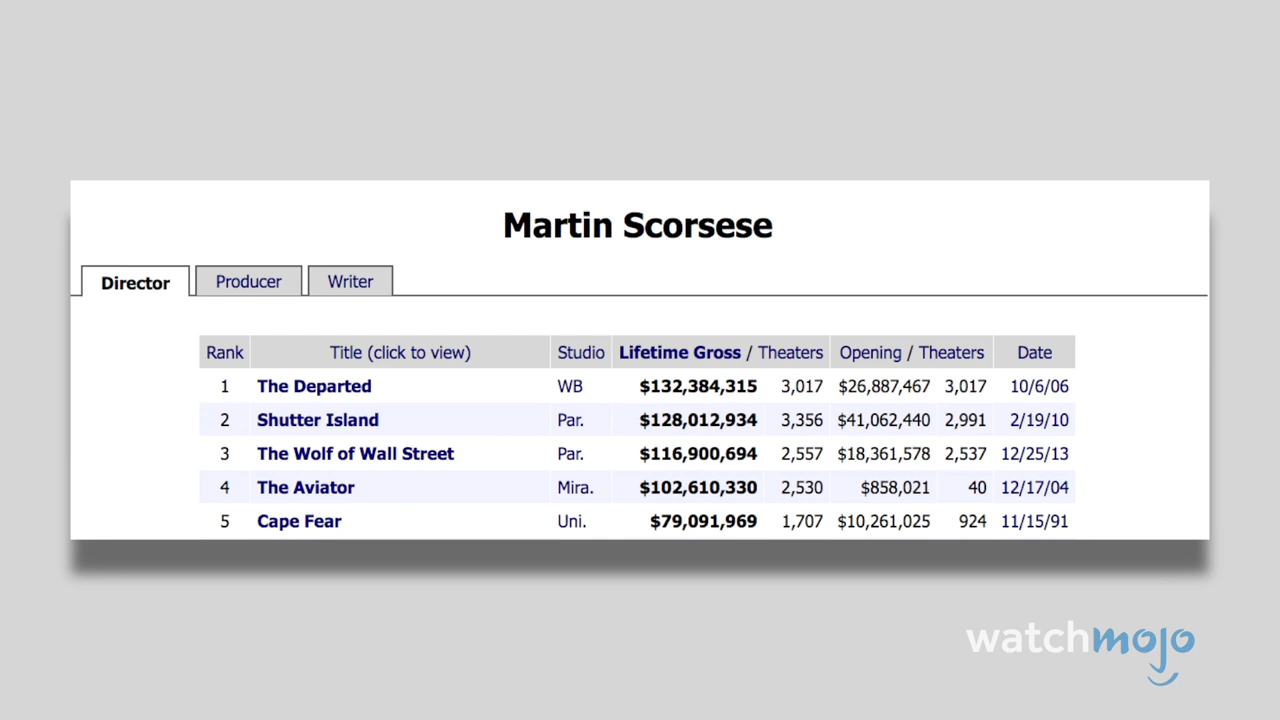 Martin Scorsese
Director Producer Writer
Rank Title (click to view) Studio Lifetime Gross / Theaters Opening / Theaters Date
1 The Departed WB $132,384,315 3,017 $26,887,467 3,017 10/6/06
2 Shutter Island Par. $128,012,934 3,356 $41,062,440 2,991 2/19/10
3 The Wolf of Wall Street Par. $116,900,694 2,557 $18,361,578 2,537 12/25/13
4 The Aviator Mira. $102,610,330 2,530 $858,021 40 12/17/04
5 Cape Fear Uni. $79,091,969 1,707 $10,261,025 924 11/15/91
watchmojo